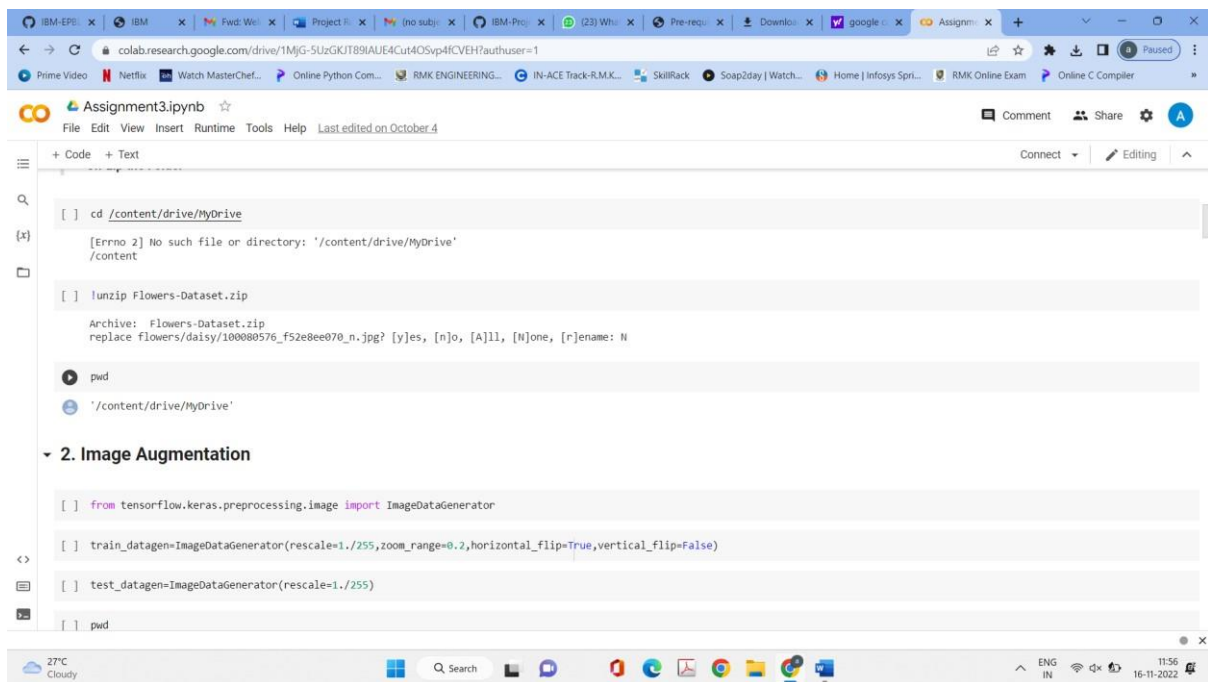 IBM-EPBL
IBM
Fwd: Wel
Project R
(no subje
IBM-Proj
(23) Wha
Pre-requ
Downloa
google c
Assignme
colab.research.google.com/drive/1MjG-5UzGKJT89IAUE4Cut4OSvp4fCVEH?authuser=1
Paused
Prime Video
Netflix
Watch MasterChef...
Online Python Com...
RMK ENGINEERING...
IN-ACE Track-R.M.K...
SkillRack
Soap2day | Watch...
Home | Infosys Spri...
RMK Online Exam
Online C Compiler
»
CO
Assignment3.ipynb
Comment
Share
A
File Edit View Insert Runtime Tools Help Last edited on October 4
+ Code + Text
Connect
Editing
{x}
[ ] cd /content/drive/MyDrive
[Errno 2] No such file or directory: '/content/drive/MyDrive'
/content
[ ] !unzip Flowers-Dataset.zip
Archive: Flowers-Dataset.zip
replace flowers/daisy/100080576_f52e8ee070_n.jpg? [y]es, [n]o, [A]ll, [N]one, [r]ename: N
pwd
'/content/drive/MyDrive'
2. Image Augmentation
[ ] from tensorflow.keras.preprocessing.image import ImageDataGenerator
[ ] train_datagen=ImageDataGenerator(rescale=1./255,zoom_range=0.2,horizontal_flip=True,vertical_flip=False)
[ ] test_datagen=ImageDataGenerator(rescale=1./255)
[ ] pwd
27°C
Cloudy
Search
ENG
IN
11:56
16-11-2022